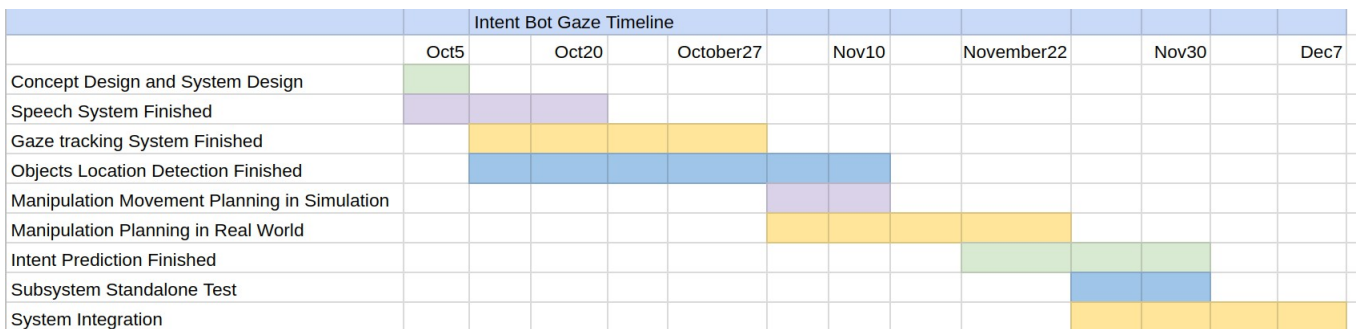 Intent Bot Gaze Timeline
Oct5 Oct20 October27 Nov10 November22 Nov30 Dec7
Concept Design and System Design
Speech System Finished
Gaze tracking System Finished
Objects Location Detection Finished
Manipulation Movement Planning in Simulation
Manipulation Planning in Real World
Intent Prediction Finished
Subsystem Standalone Test
System Integration